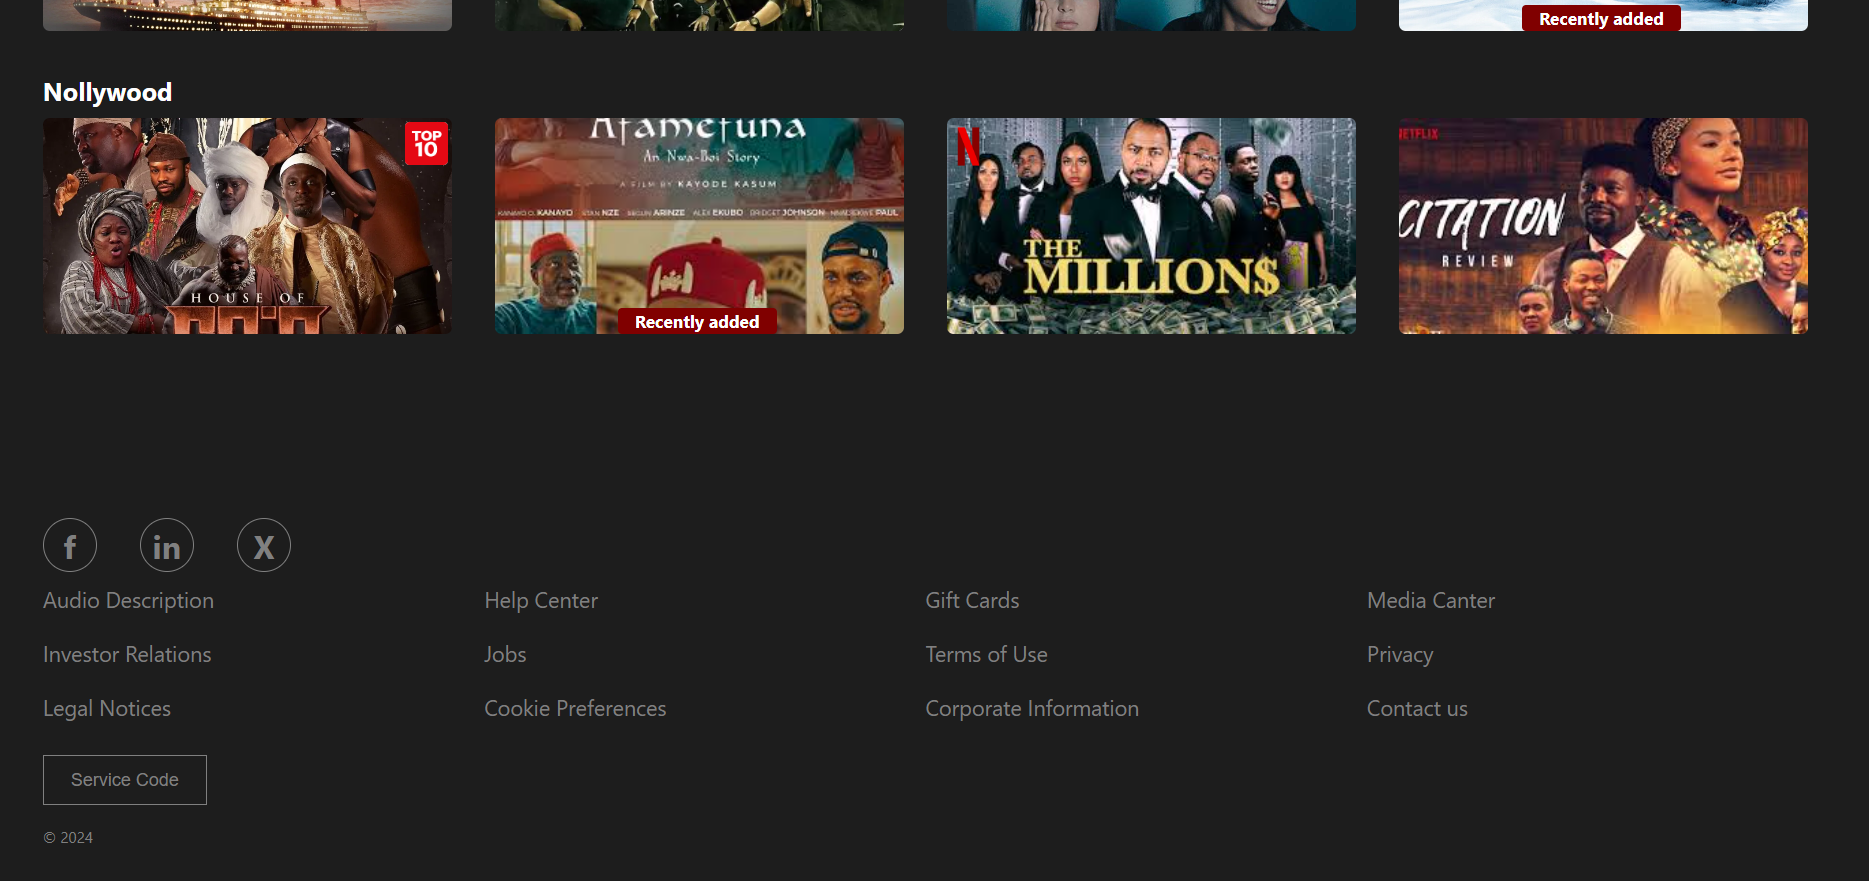 Recently added
Nollywood
TOP
10
HOUSE OF
Afamefuna
An Nwa-Boi Story
A FILM BY KAYODE KASUM
KANAYO O. KANAYO STAN NZE SEGUN ARINZE ALEX EKUBO BRIDGET JOHNSON NNADIEKWE PAUL
Recently added
N
THE
MILLION$
NETFLIX
CITATION
REVIEW
f in X
Audio Description Help Center Gift Cards Media Canter
Investor Relations Jobs Terms of Use Privacy
Legal Notices Cookie Preferences Corporate Information Contact us
Service Code
© 2024